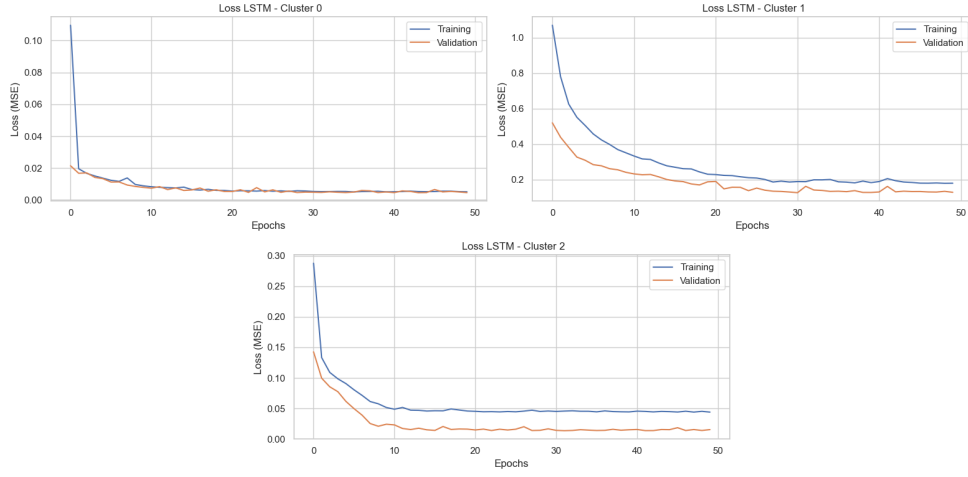 Loss LSTM - Cluster 0
Training
Validation
Loss (MSE)
0.10
0.08
0.06
0.04
0.02
0.00
0 10 20 30 40 50
Epochs
Loss LSTM - Cluster 1
Training
Validation
Loss (MSE)
1.0
0.8
0.6
0.4
0.2
0 10 20 30 40 50
Epochs
Loss LSTM - Cluster 2
Training
Validation
Loss (MSE)
0.30
0.25
0.20
0.15
0.10
0.05
0.00
0 10 20 30 40 50
Epochs